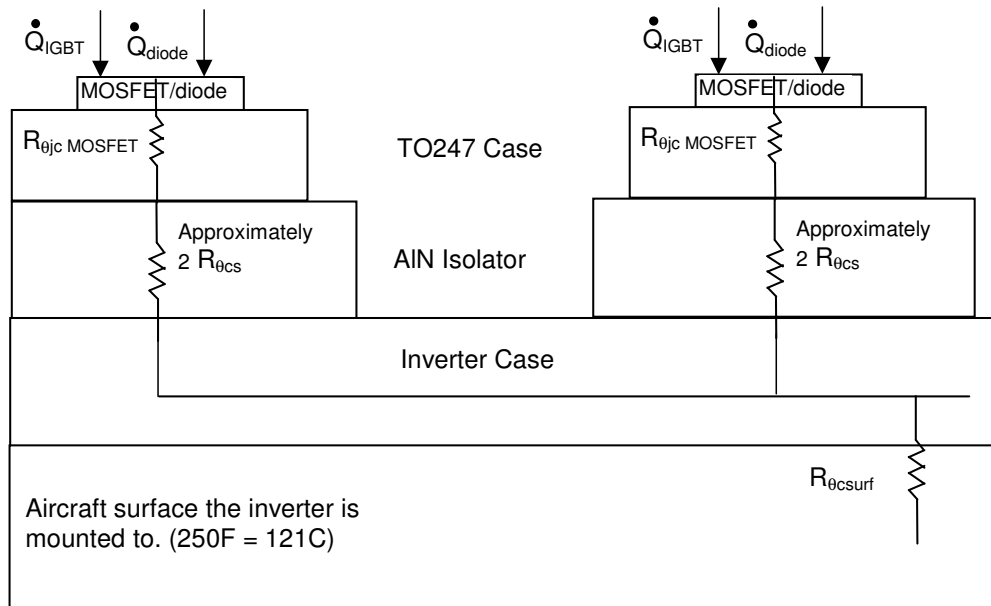 Q̇IGBT Q̇diode
MOSFET/diode
Rθjc MOSFET
Q̇IGBT Q̇diode
MOSFET/diode
Rθjc MOSFET
TO247 Case
Approximately
2 Rθcs
AlN Isolator
Approximately
2 Rθcs
Inverter Case
Rθcsurf
Aircraft surface the inverter is
mounted to. (250F = 121C)